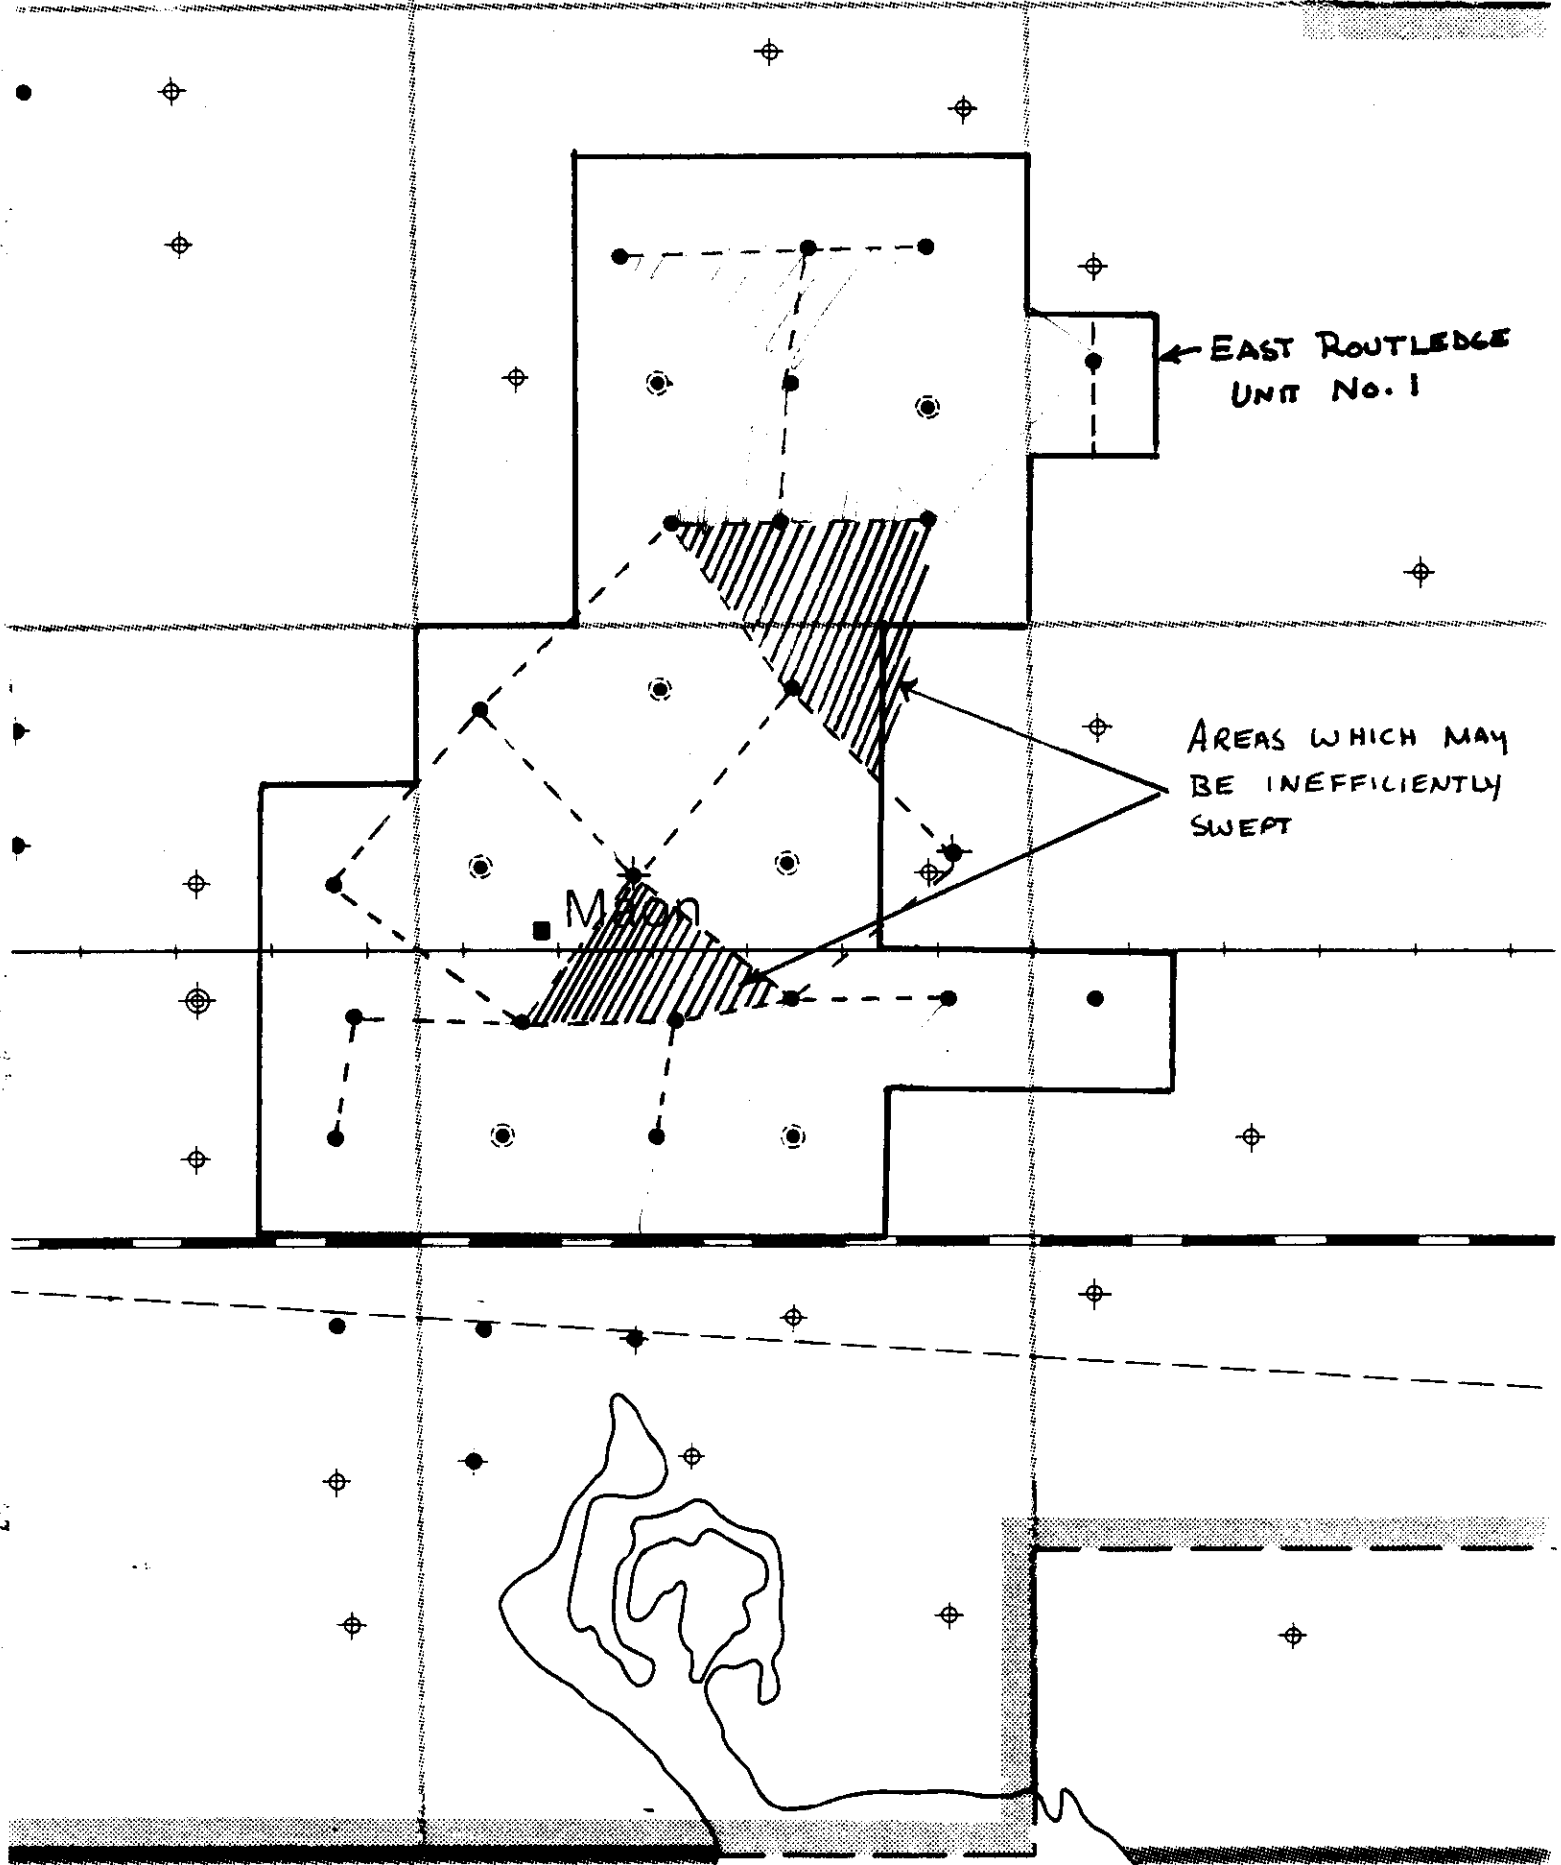 EAST ROUTLEDGE
UNIT No. 1
AREAS WHICH MAY
BE INEFFICIENTLY
SWEPT